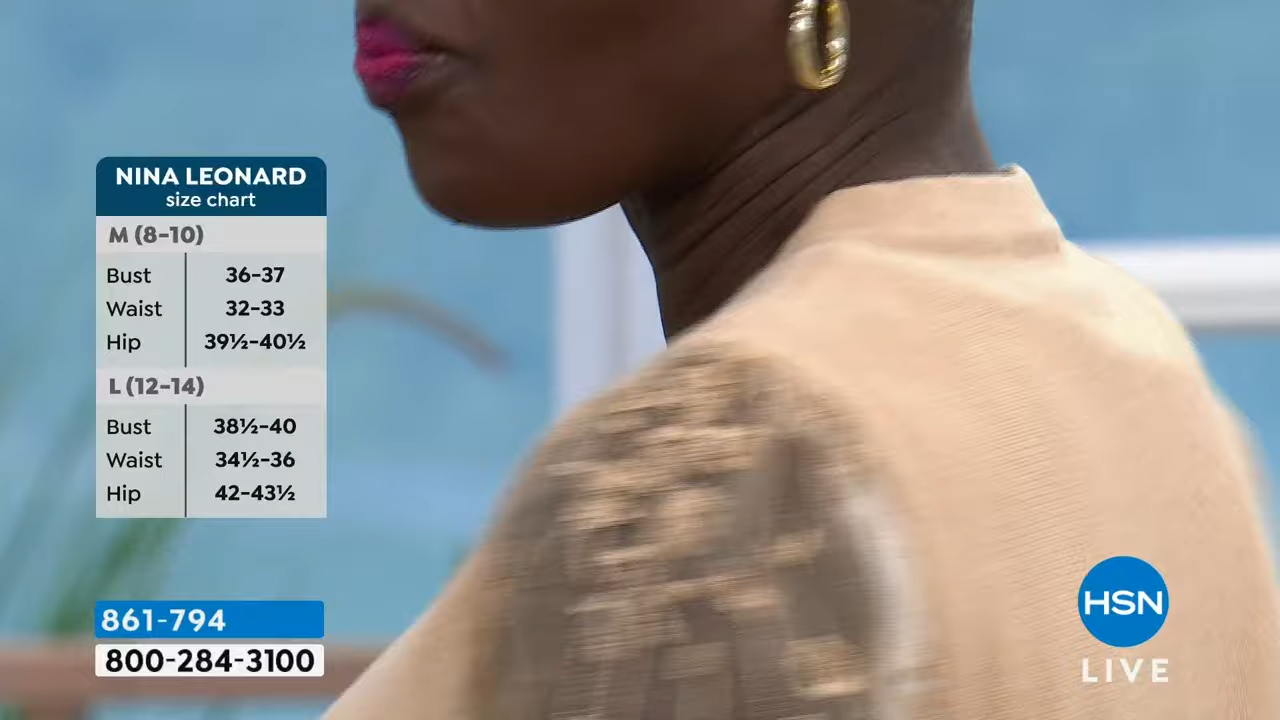 NINA LEONARD
size chart
M (8-10)
Bust 36-37
Waist 32-33
Hip 39½-40½
L (12-14)
Bust 38½-40
Waist 34½-36
Hip 42-43½
861-794
800-284-3100
HSN
LIVE